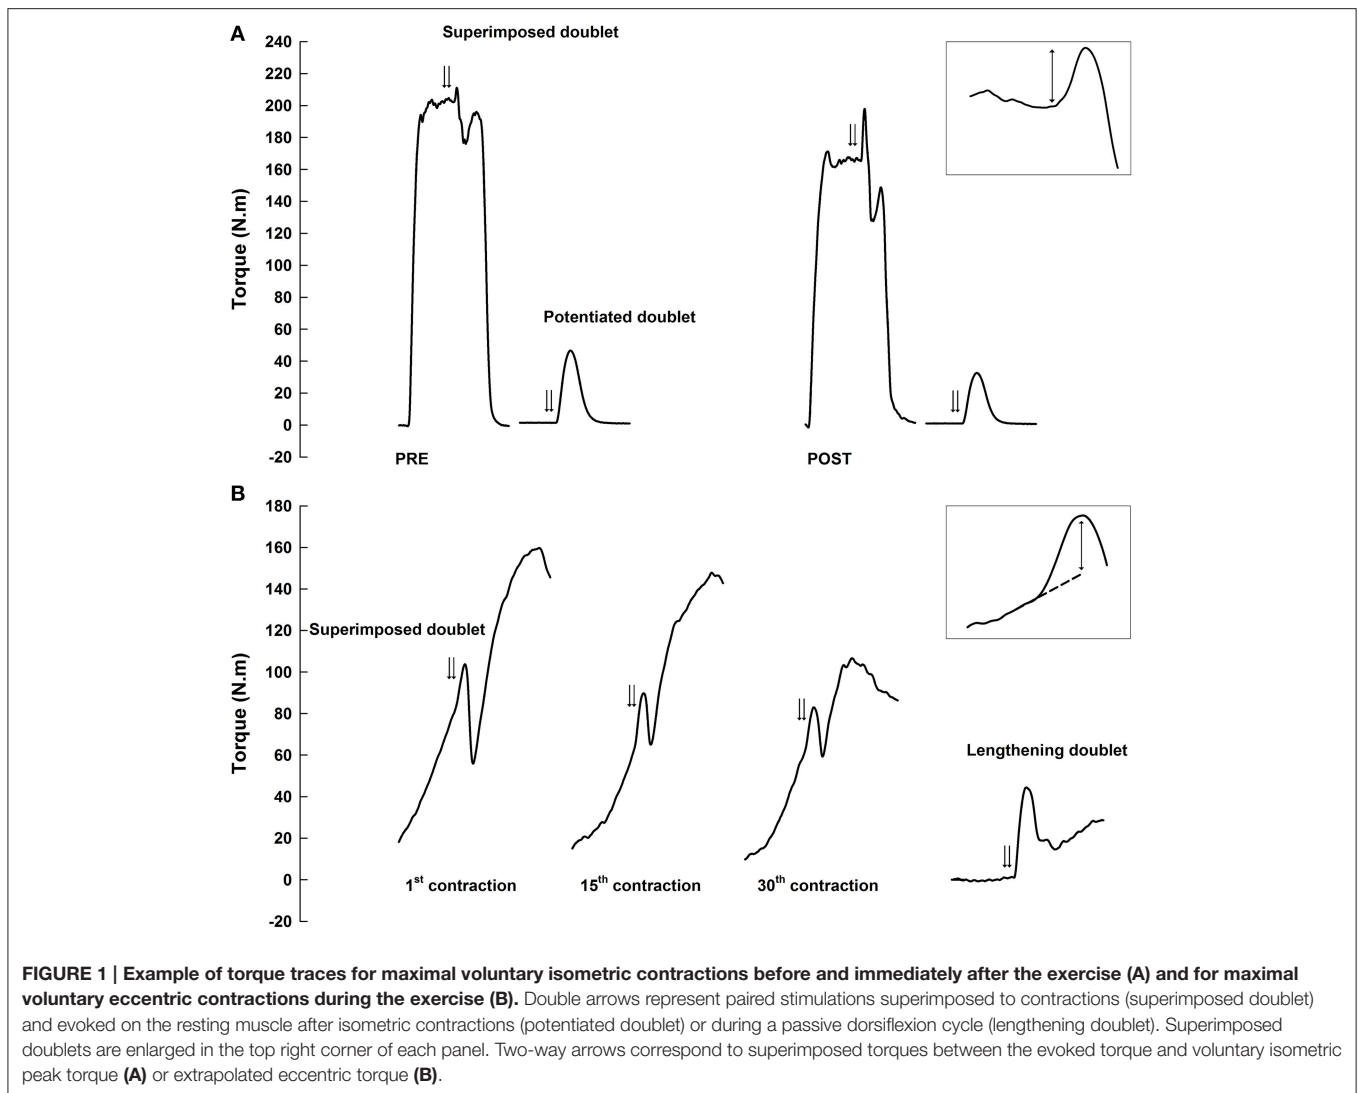 A
Superimposed doublet
240
220
200
180
160
140
120
100
80
60
40
20
0
-20
Torque (N.m)
Potentiated doublet
PRE
POST
B
180
160
140
120
100
80
60
40
20
0
-20
Torque (N.m)
Superimposed doublet
Lengthening doublet
1st contraction
15th contraction
30th contraction
FIGURE 1 | Example of torque traces for maximal voluntary isometric contractions before and immediately after the exercise (A) and for maximal
voluntary eccentric contractions during the exercise (B). Double arrows represent paired stimulations superimposed to contractions (superimposed doublet)
and evoked on the resting muscle after isometric contractions (potentiated doublet) or during a passive dorsiflexion cycle (lengthening doublet). Superimposed
doublets are enlarged in the top right corner of each panel. Two-way arrows correspond to superimposed torques between the evoked torque and voluntary isometric
peak torque (A) or extrapolated eccentric torque (B).